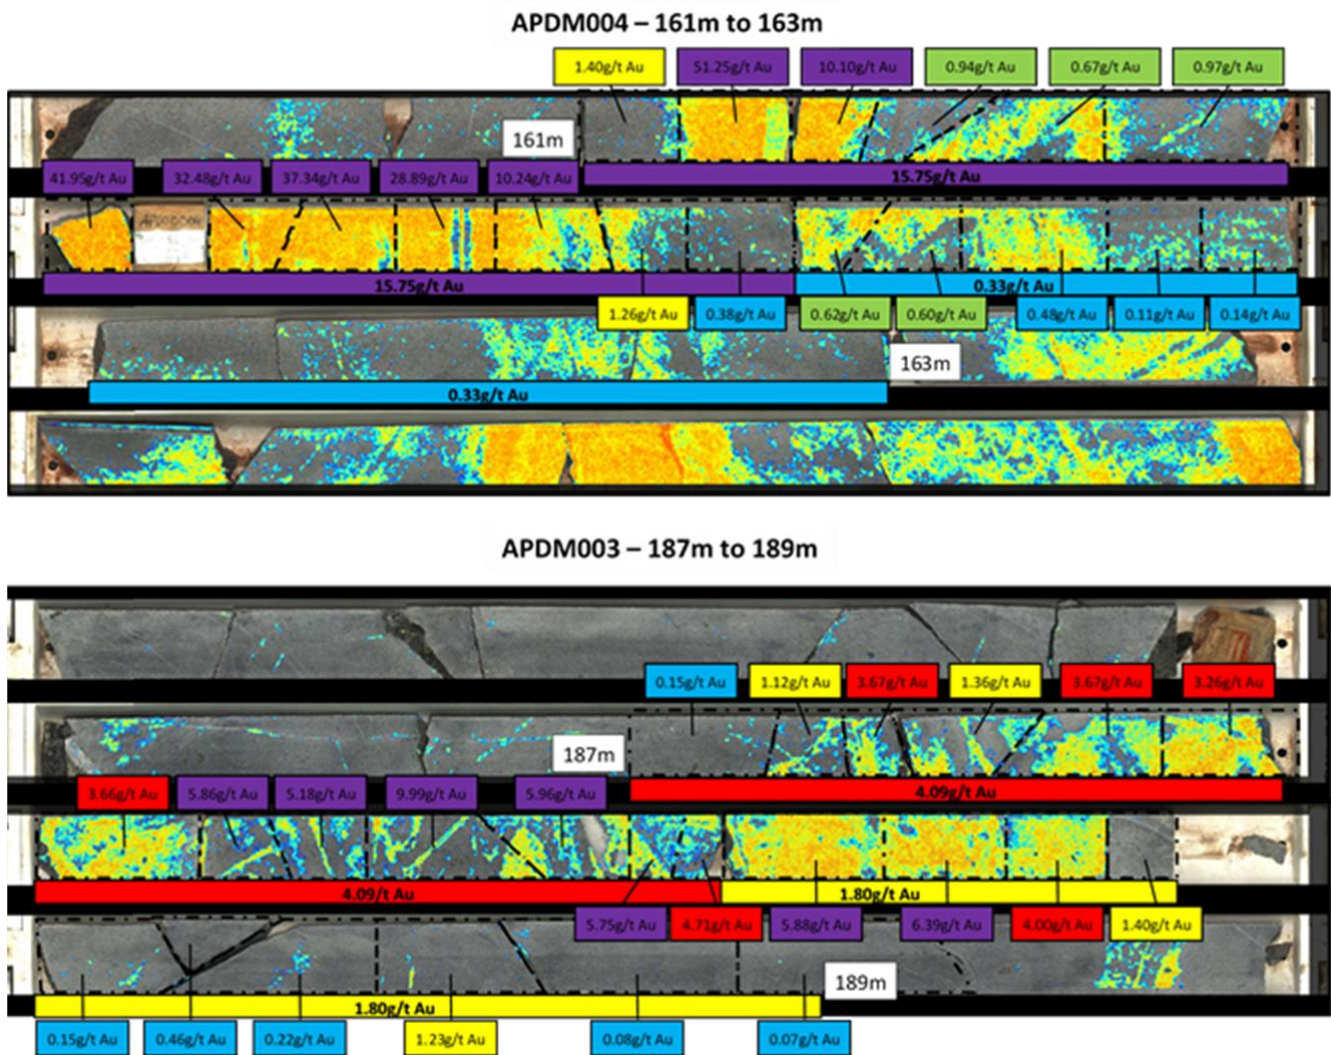 APDM004 – 161m to 163m
1.40g/t Au 51.25g/t Au 10.10g/t Au 0.94g/t Au 0.67g/t Au 0.97g/t Au
161m
41.95g/t Au 32.48g/t Au 37.34g/t Au 28.89g/t Au 10.24g/t Au 15.75g/t Au
15.75g/t Au 0.33g/t Au
1.26g/t Au 0.38g/t Au 0.62g/t Au 0.60g/t Au 0.48g/t Au 0.11g/t Au 0.14g/t Au
163m
0.33g/t Au
APDM003 – 187m to 189m
0.15g/t Au 1.12g/t Au 3.67g/t Au 1.36g/t Au 3.67g/t Au 3.26g/t Au
187m
3.66g/t Au 5.86g/t Au 5.18g/t Au 9.99g/t Au 5.96g/t Au 4.09g/t Au
4.09/t Au 1.80g/t Au
5.75g/t Au 4.71g/t Au 5.88g/t Au 6.39g/t Au 4.00g/t Au 1.40g/t Au
189m
1.80g/t Au
0.15g/t Au 0.46g/t Au 0.22g/t Au 1.23g/t Au 0.08g/t Au 0.07g/t Au